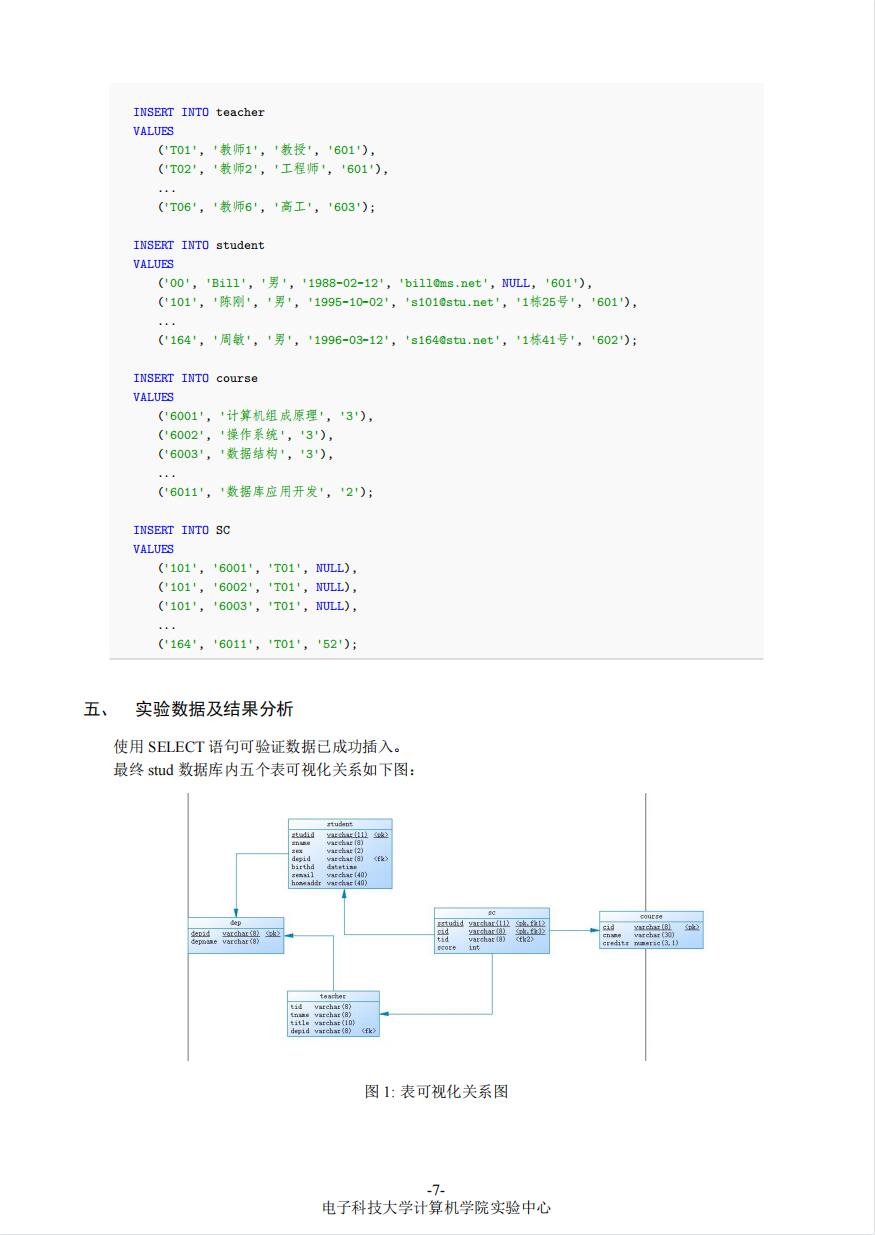 INSERT INTO teacher
VALUES
('T01', '教师1', '教授', '601'),
('T02', '教师2', '工程师', '601'),
...
('T06', '教师6', '高工', '603');
INSERT INTO student
VALUES
('00', 'Bill', '男', '1988-02-12', 'bill@ms.net', NULL, '601'),
('101', '陈刚', '男', '1995-10-02', 's101@stu.net', '1栋25号', '601'),
...
('164', '周敏', '男', '1996-03-12', 's164@stu.net', '1栋41号', '602');
INSERT INTO course
VALUES
('6001', '计算机组成原理', '3'),
('6002', '操作系统', '3'),
('6003', '数据结构', '3'),
...
('6011', '数据库应用开发', '2');
INSERT INTO SC
VALUES
('101', '6001', 'T01', NULL),
('101', '6002', 'T01', NULL),
('101', '6003', 'T01', NULL),
...
('164', '6011', 'T01', '52');
五、 实验数据及结果分析
使用 SELECT 语句可验证数据已成功插入。
最终 stud 数据库内五个表可视化关系如下图：
student
studid varchar(11) <pk>
sname varchar(8)
sex varchar(2)
depid varchar(8) <fk>
birthd datetime
semail varchar(40)
homeaddr varchar(40)
dep
depid varchar(8) <pk>
depname varchar(8)
sc
sstudid varchar(11) <pk,fk1>
cid varchar(8) <pk,fk3>
tid varchar(8) <fk2>
score int
course
cid varchar(8) <pk>
cname varchar(30)
credits numeric(3,1)
teacher
tid varchar(8)
tname varchar(8)
title varchar(10)
depid varchar(8) <fk>
图 1: 表可视化关系图
-7-
电子科技大学计算机学院实验中心